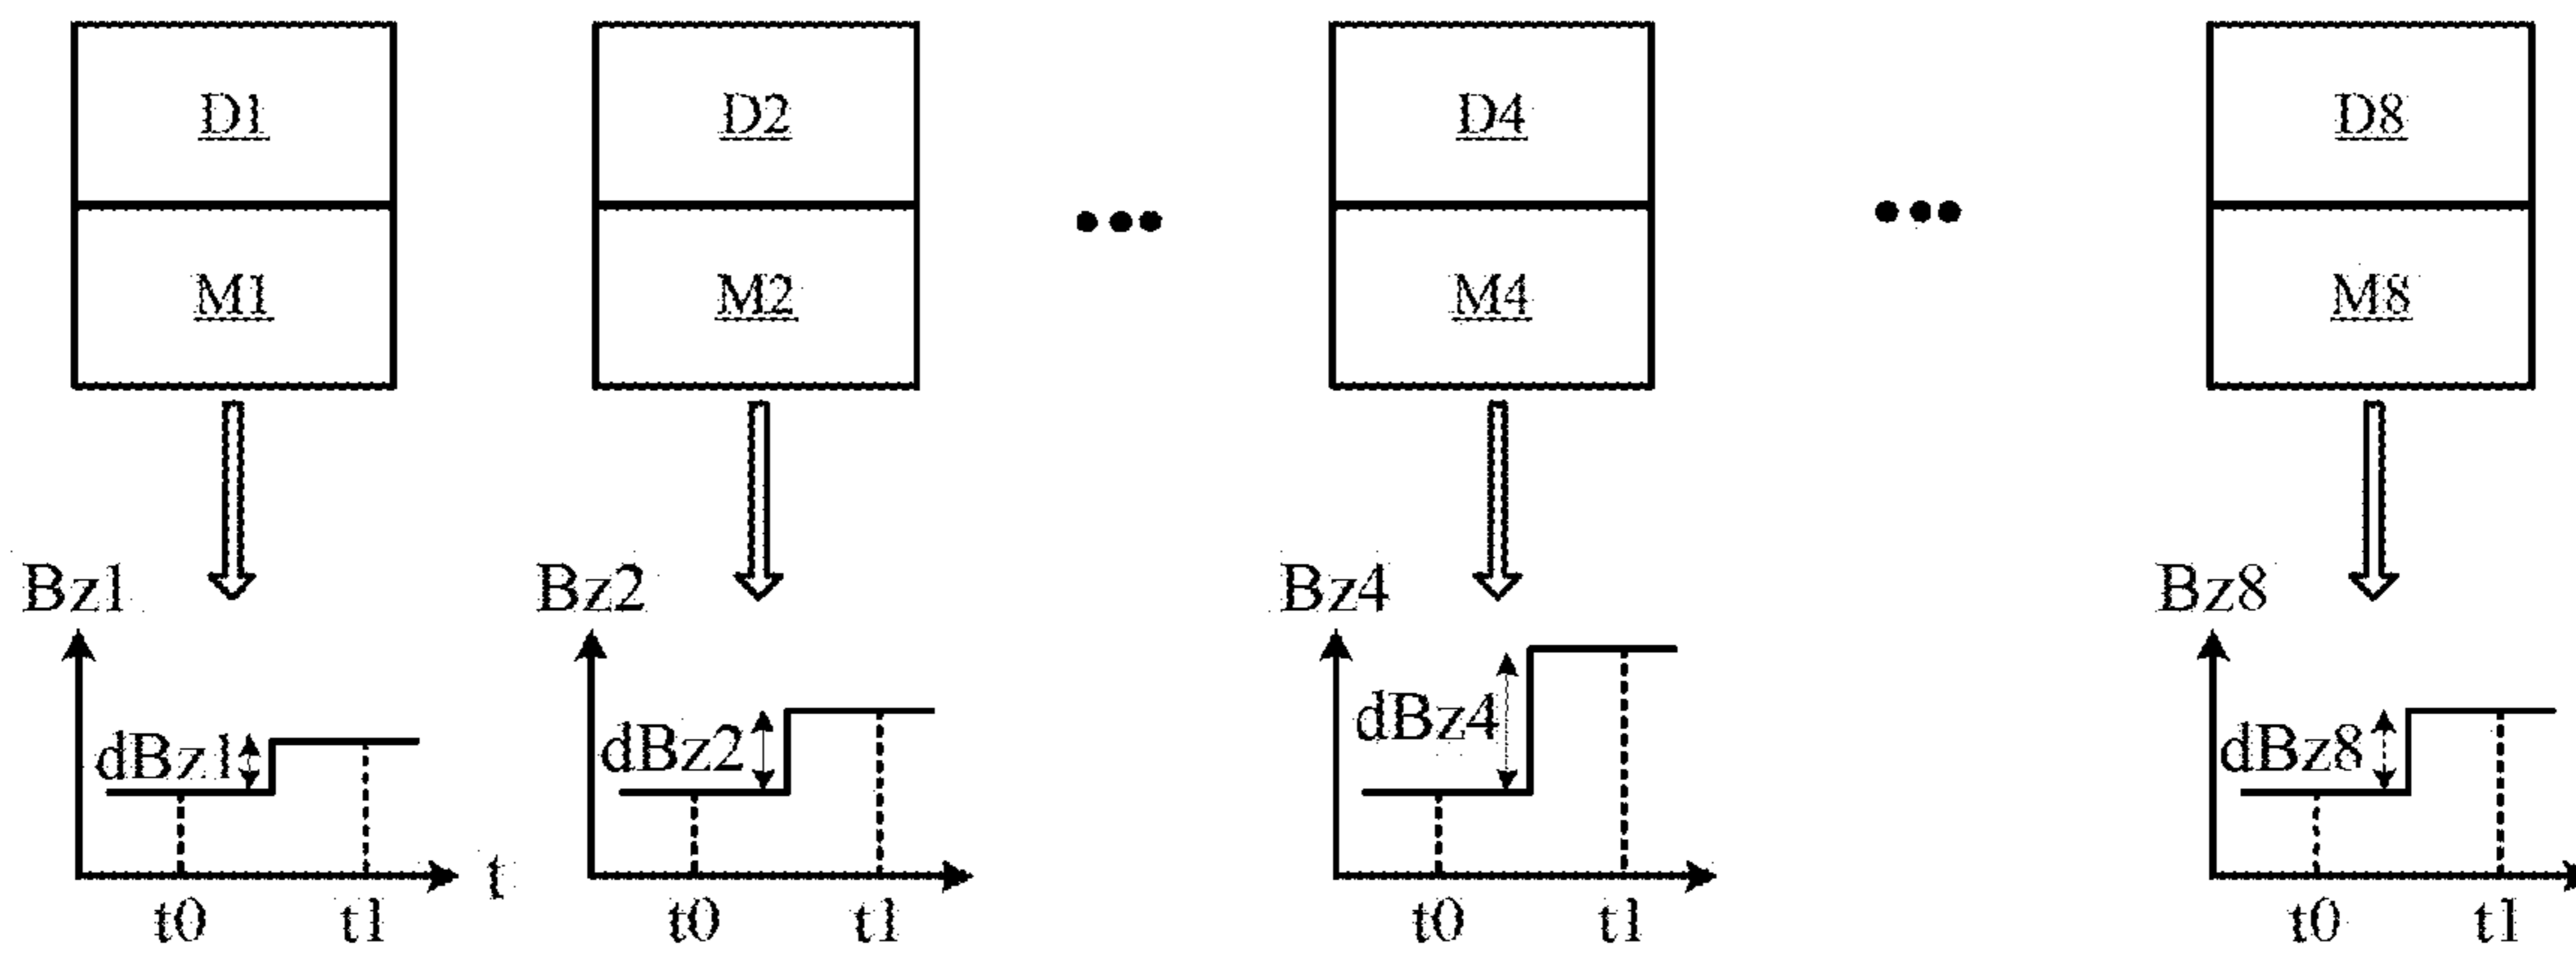 D1 D2 D4 D8
M1 M2 M4 M8
Bz1 Bz2 Bz4 Bz8
dBz1 dBz2 dBz4 dBz8
t
t0 t1 t0 t1 t0 t1 t0 t1